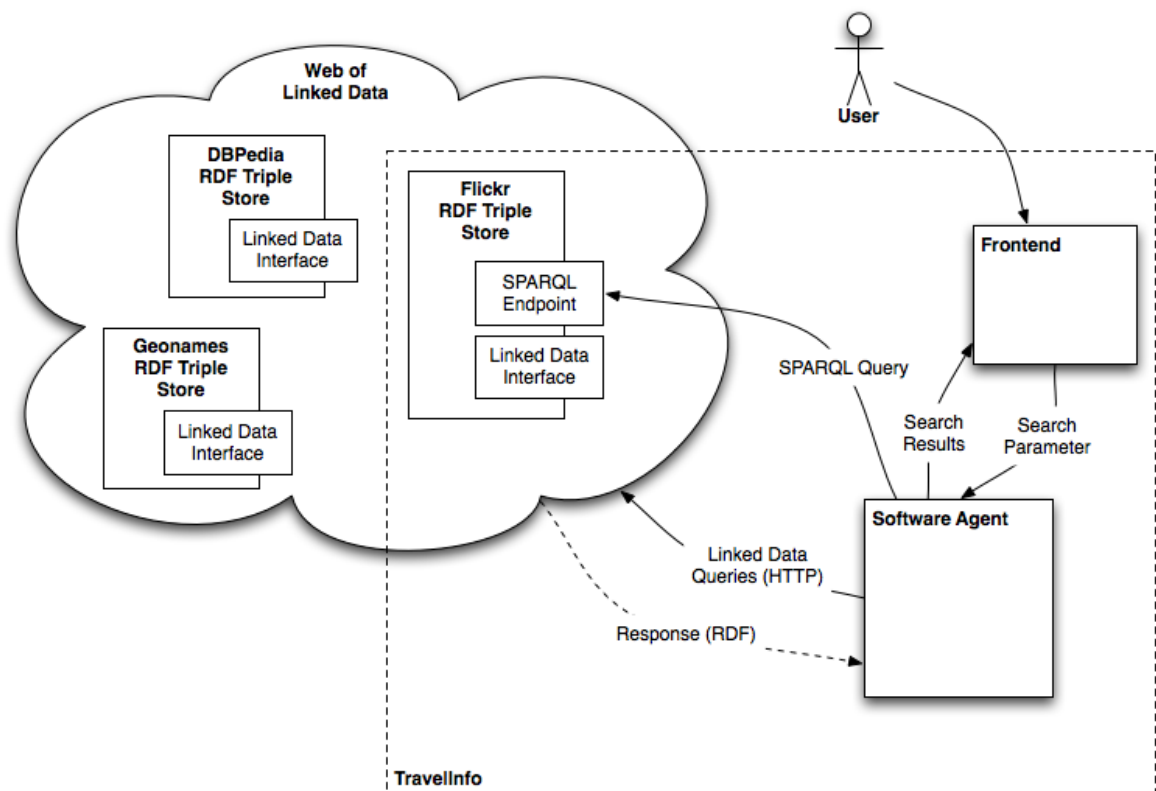 Web of
Linked Data
User
DBPedia
RDF Triple
Store
Linked Data
Interface
Flickr
RDF Triple
Store
SPARQL
Endpoint
Linked Data
Interface
Geonames
RDF Triple
Store
Linked Data
Interface
Frontend
SPARQL Query
Search
Results
Search
Parameter
Software Agent
Linked Data
Queries (HTTP)
Response (RDF)
TravelInfo